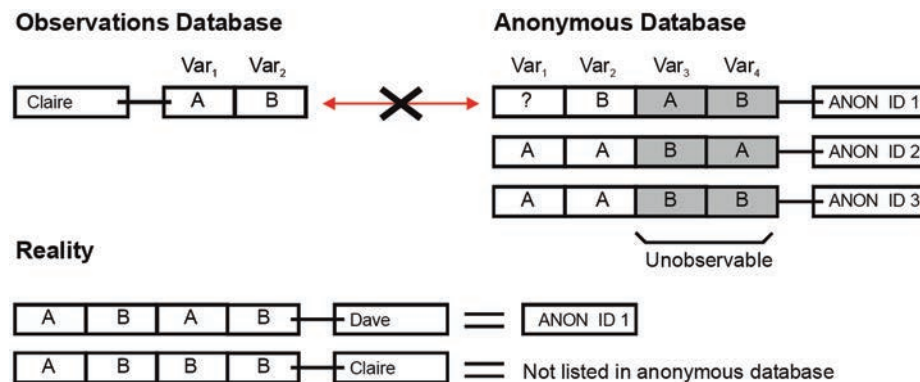 Observations Database
Anonymous Database
Var₁ Var₂
Var₁ Var₂ Var₃ Var₄
Claire A B
? B A B ANON ID 1
A A B A ANON ID 2
A A B B ANON ID 3
Unobservable
Reality
A B A B Dave = ANON ID 1
A B B B Claire = Not listed in anonymous database